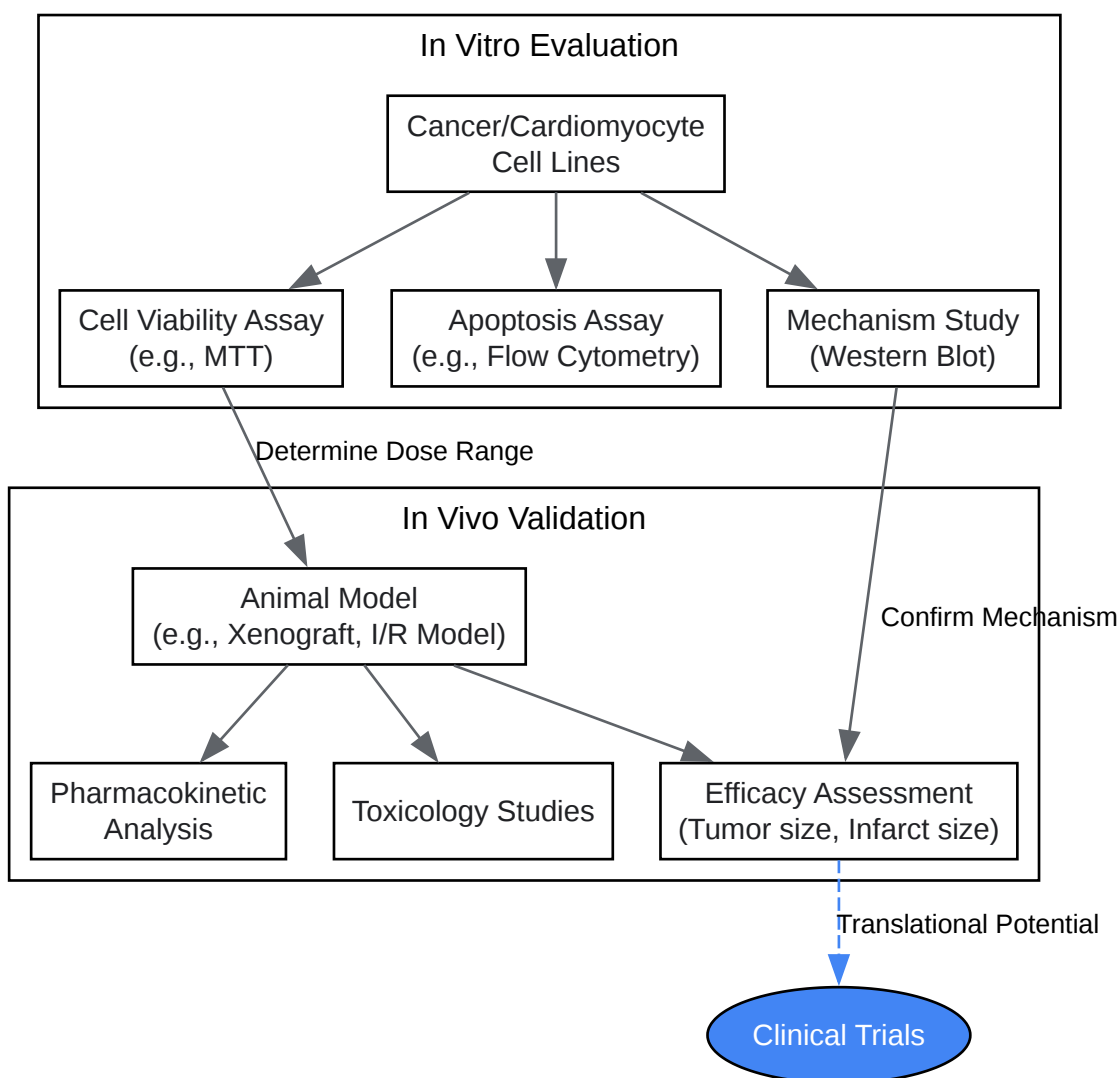 In Vitro Evaluation
Cancer/Cardiomyocyte
Cell Lines
Cell Viability Assay
(e.g., MTT)
Apoptosis Assay
(e.g., Flow Cytometry)
Mechanism Study
(Western Blot)
Determine Dose Range
In Vivo Validation
Animal Model
(e.g., Xenograft, I/R Model)
Confirm Mechanism
Pharmacokinetic
Analysis
Toxicology Studies
Efficacy Assessment
(Tumor size, Infarct size)
Translational Potential
Clinical Trials